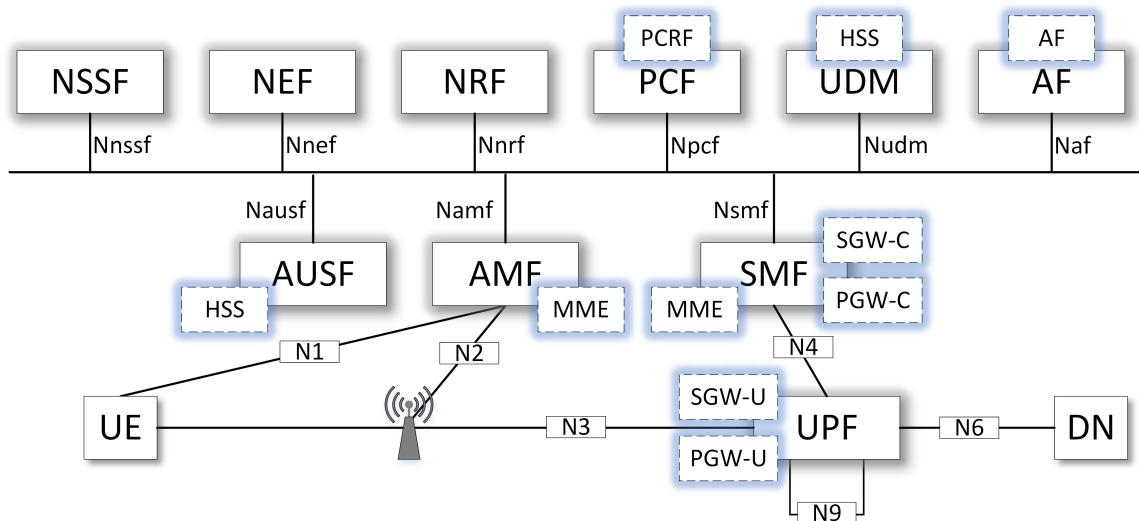 PCRF
HSS
AF
NSSF
NEF
NRF
PCF
UDM
AF
Nnssf
Nnef
Nnrf
Npcf
Nudm
Naf
Nausf
Namf
Nsmf
SGW-C
AUSF
AMF
SMF
HSS
MME
MME
PGW-C
N1
N2
N4
SGW-U
UE
N3
UPF
N6
DN
PGW-U
N9